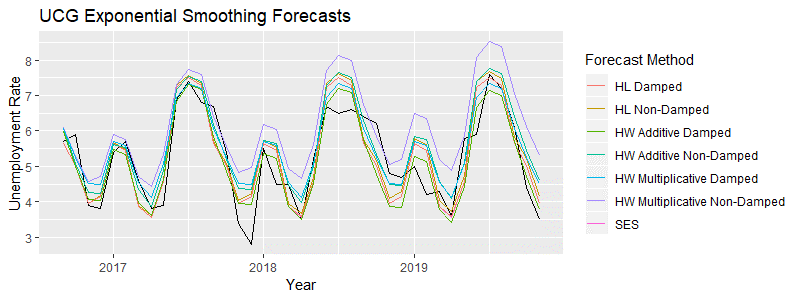 UCG Exponential Smoothing Forecasts
Unemployment Rate
8
7
6
5
4
3
2017
2018
2019
Year
Forecast Method
HL Damped
HL Non-Damped
HW Additive Damped
HW Additive Non-Damped
HW Multiplicative Damped
HW Multiplicative Non-Damped
SES